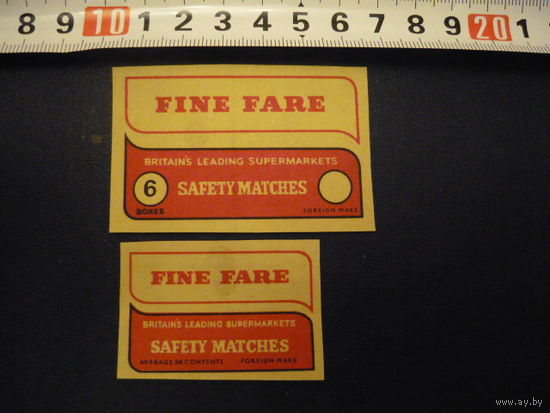 8 9 10 1 2 3 4 5 6 7 8 9 20 1
FINE FARE
BRITAIN'S LEADING SUPERMARKETS
6 SAFETY MATCHES
BOXES FOREIGN MAKE
FINE FARE
BRITAIN'S LEADING SUPERMARKETS
SAFETY MATCHES
AVERAGE 36 CONTENTS FOREIGN MAKE
www.ay.by